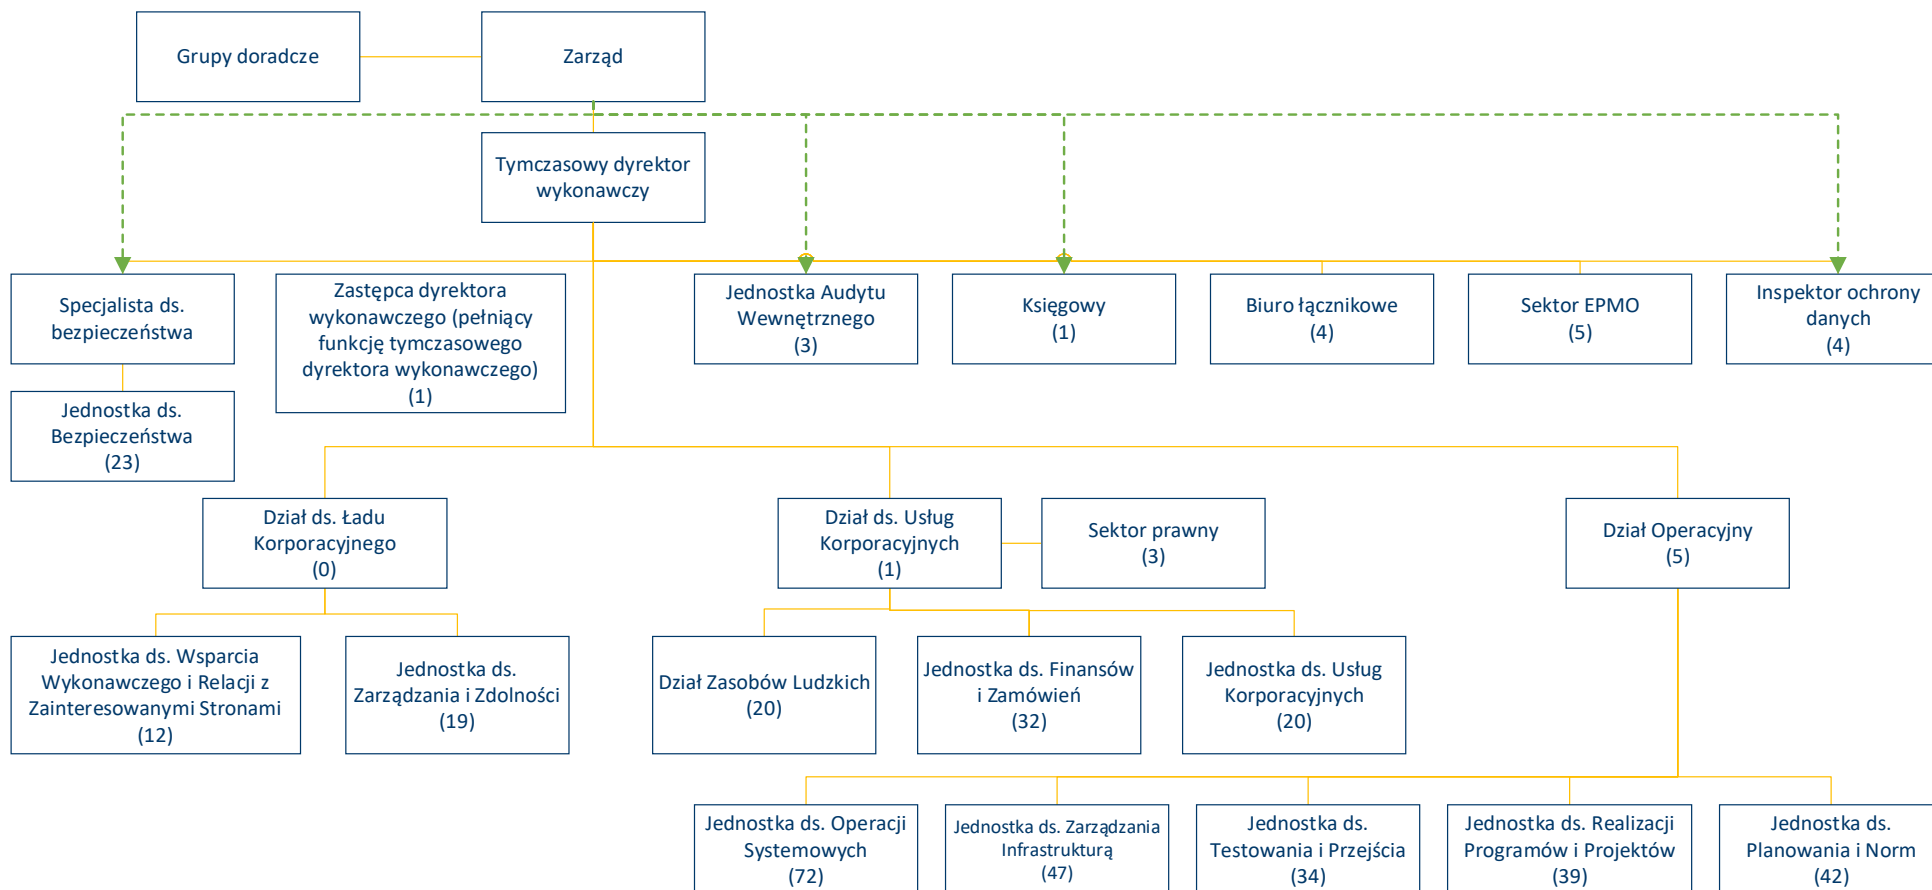 Grupy doradcze
Zarząd
Tymczasowy dyrektor
wykonawczy
Specjalista ds.
bezpieczeństwa
Zastępca dyrektora
wykonawczego (pełniący
funkcję tymczasowego
dyrektora wykonawczego)
(1)
Jednostka Audytu
Wewnętrznego
(3)
Księgowy
(1)
Biuro łącznikowe
(4)
Sektor EPMO
(5)
Inspektor ochrony
danych
(4)
Jednostka ds.
Bezpieczeństwa
(23)
Dział ds. Ładu
Korporacyjnego
(0)
Dział ds. Usług
Korporacyjnych
(1)
Sektor prawny
(3)
Dział Operacyjny
(5)
Jednostka ds. Wsparcia
Wykonawczego i Relacji z
Zainteresowanymi Stronami
(12)
Jednostka ds.
Zarządzania i Zdolności
(19)
Dział Zasobów Ludzkich
(20)
Jednostka ds. Finansów
i Zamówień
(32)
Jednostka ds. Usług
Korporacyjnych
(20)
Jednostka ds. Operacji
Systemowych
(72)
Jednostka ds. Zarządzania
Infrastrukturą
(47)
Jednostka ds.
Testowania i Przejścia
(34)
Jednostka ds. Realizacji
Programów i Projektów
(39)
Jednostka ds.
Planowania i Norm
(42)